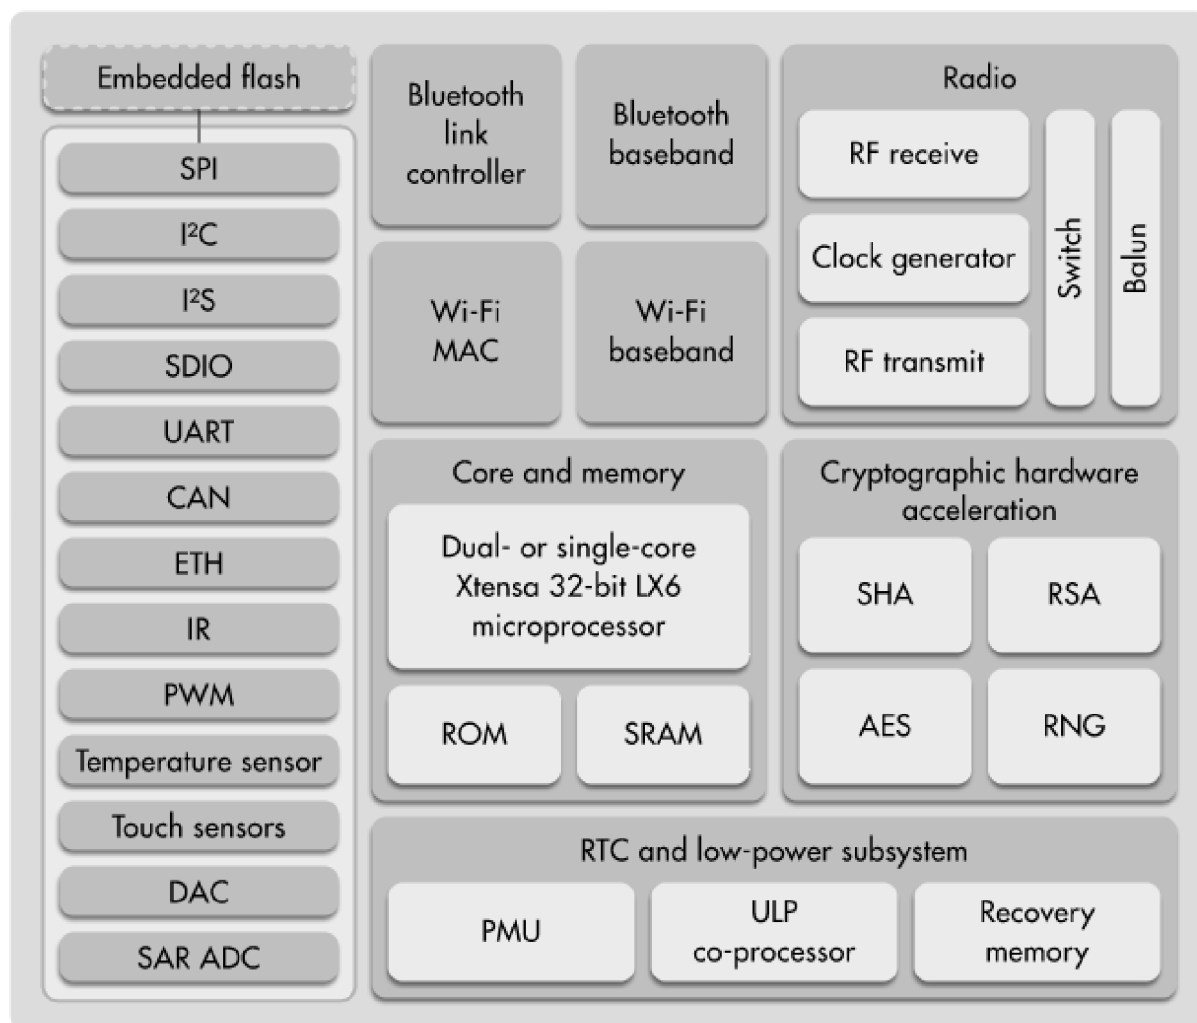 Embedded flash
SPI
I²C
I²S
SDIO
UART
CAN
ETH
IR
PWM
Temperature sensor
Touch sensors
DAC
SAR ADC
Bluetooth
link
controller
Bluetooth
baseband
Wi-Fi
MAC
Wi-Fi
baseband
Radio
RF receive
Clock generator
RF transmit
Switch
Balun
Core and memory
Dual- or single-core
Xtensa 32-bit LX6
microprocessor
ROM
SRAM
Cryptographic hardware
acceleration
SHA
RSA
AES
RNG
RTC and low-power subsystem
PMU
ULP
co-processor
Recovery
memory